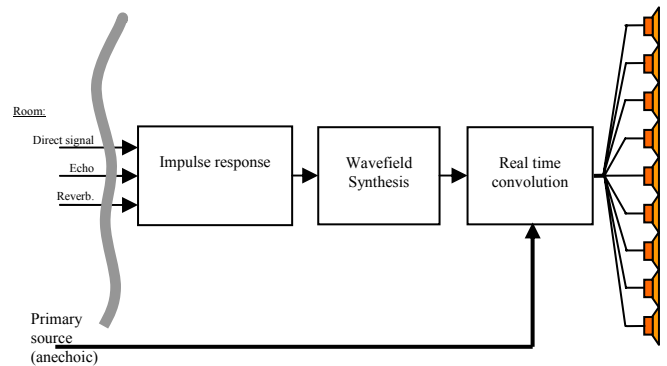 Room:
Direct signal
Echo
Reverb.
Impulse response
Wavefield
Synthesis
Real time
convolution
Primary
source
(anechoic)